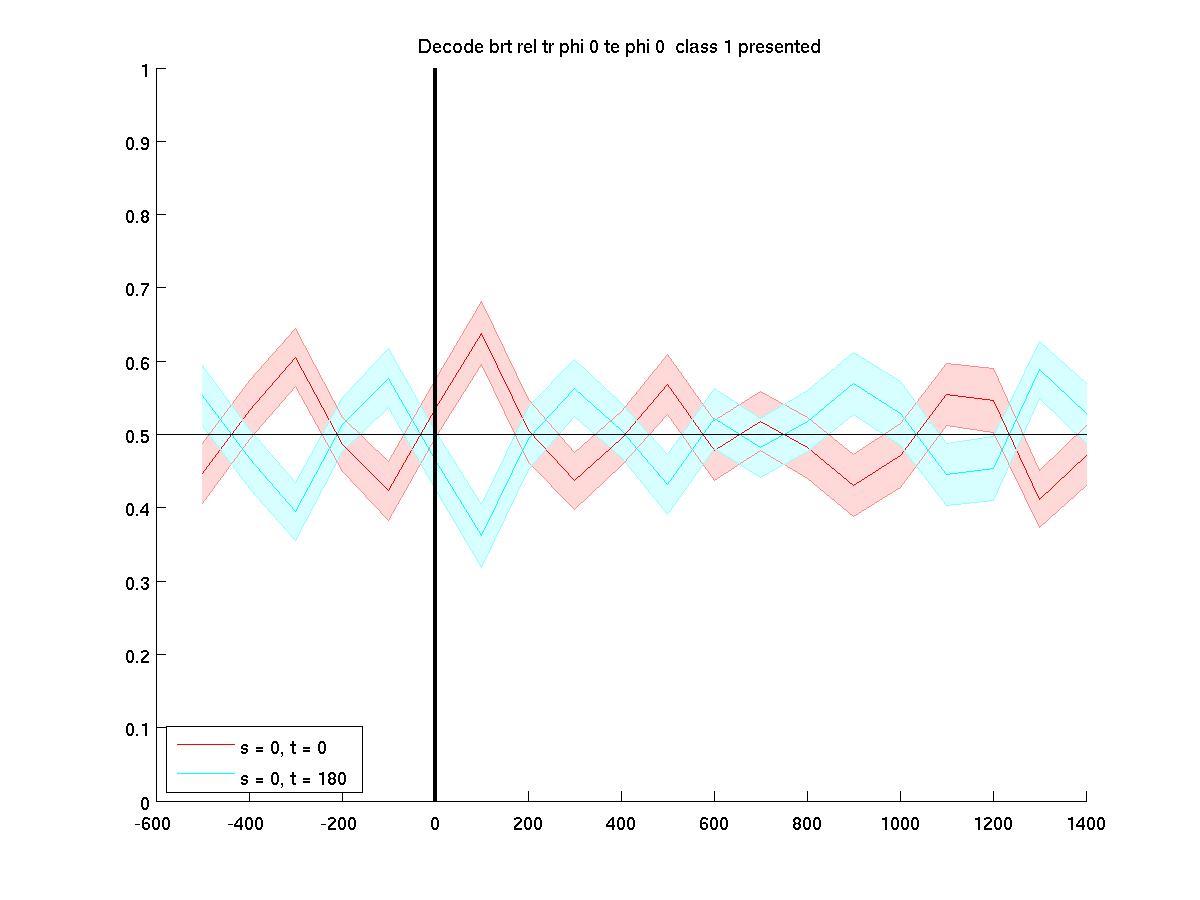 Decode brt rel tr phi 0 te phi 0 class 1 presented
1
0.9
0.8
0.7
0.6
0.5
0.4
0.3
0.2
0.1
0
s = 0, t = 0
s = 0, t = 180
-600 -400 -200 0 200 400 600 800 1000 1200 1400